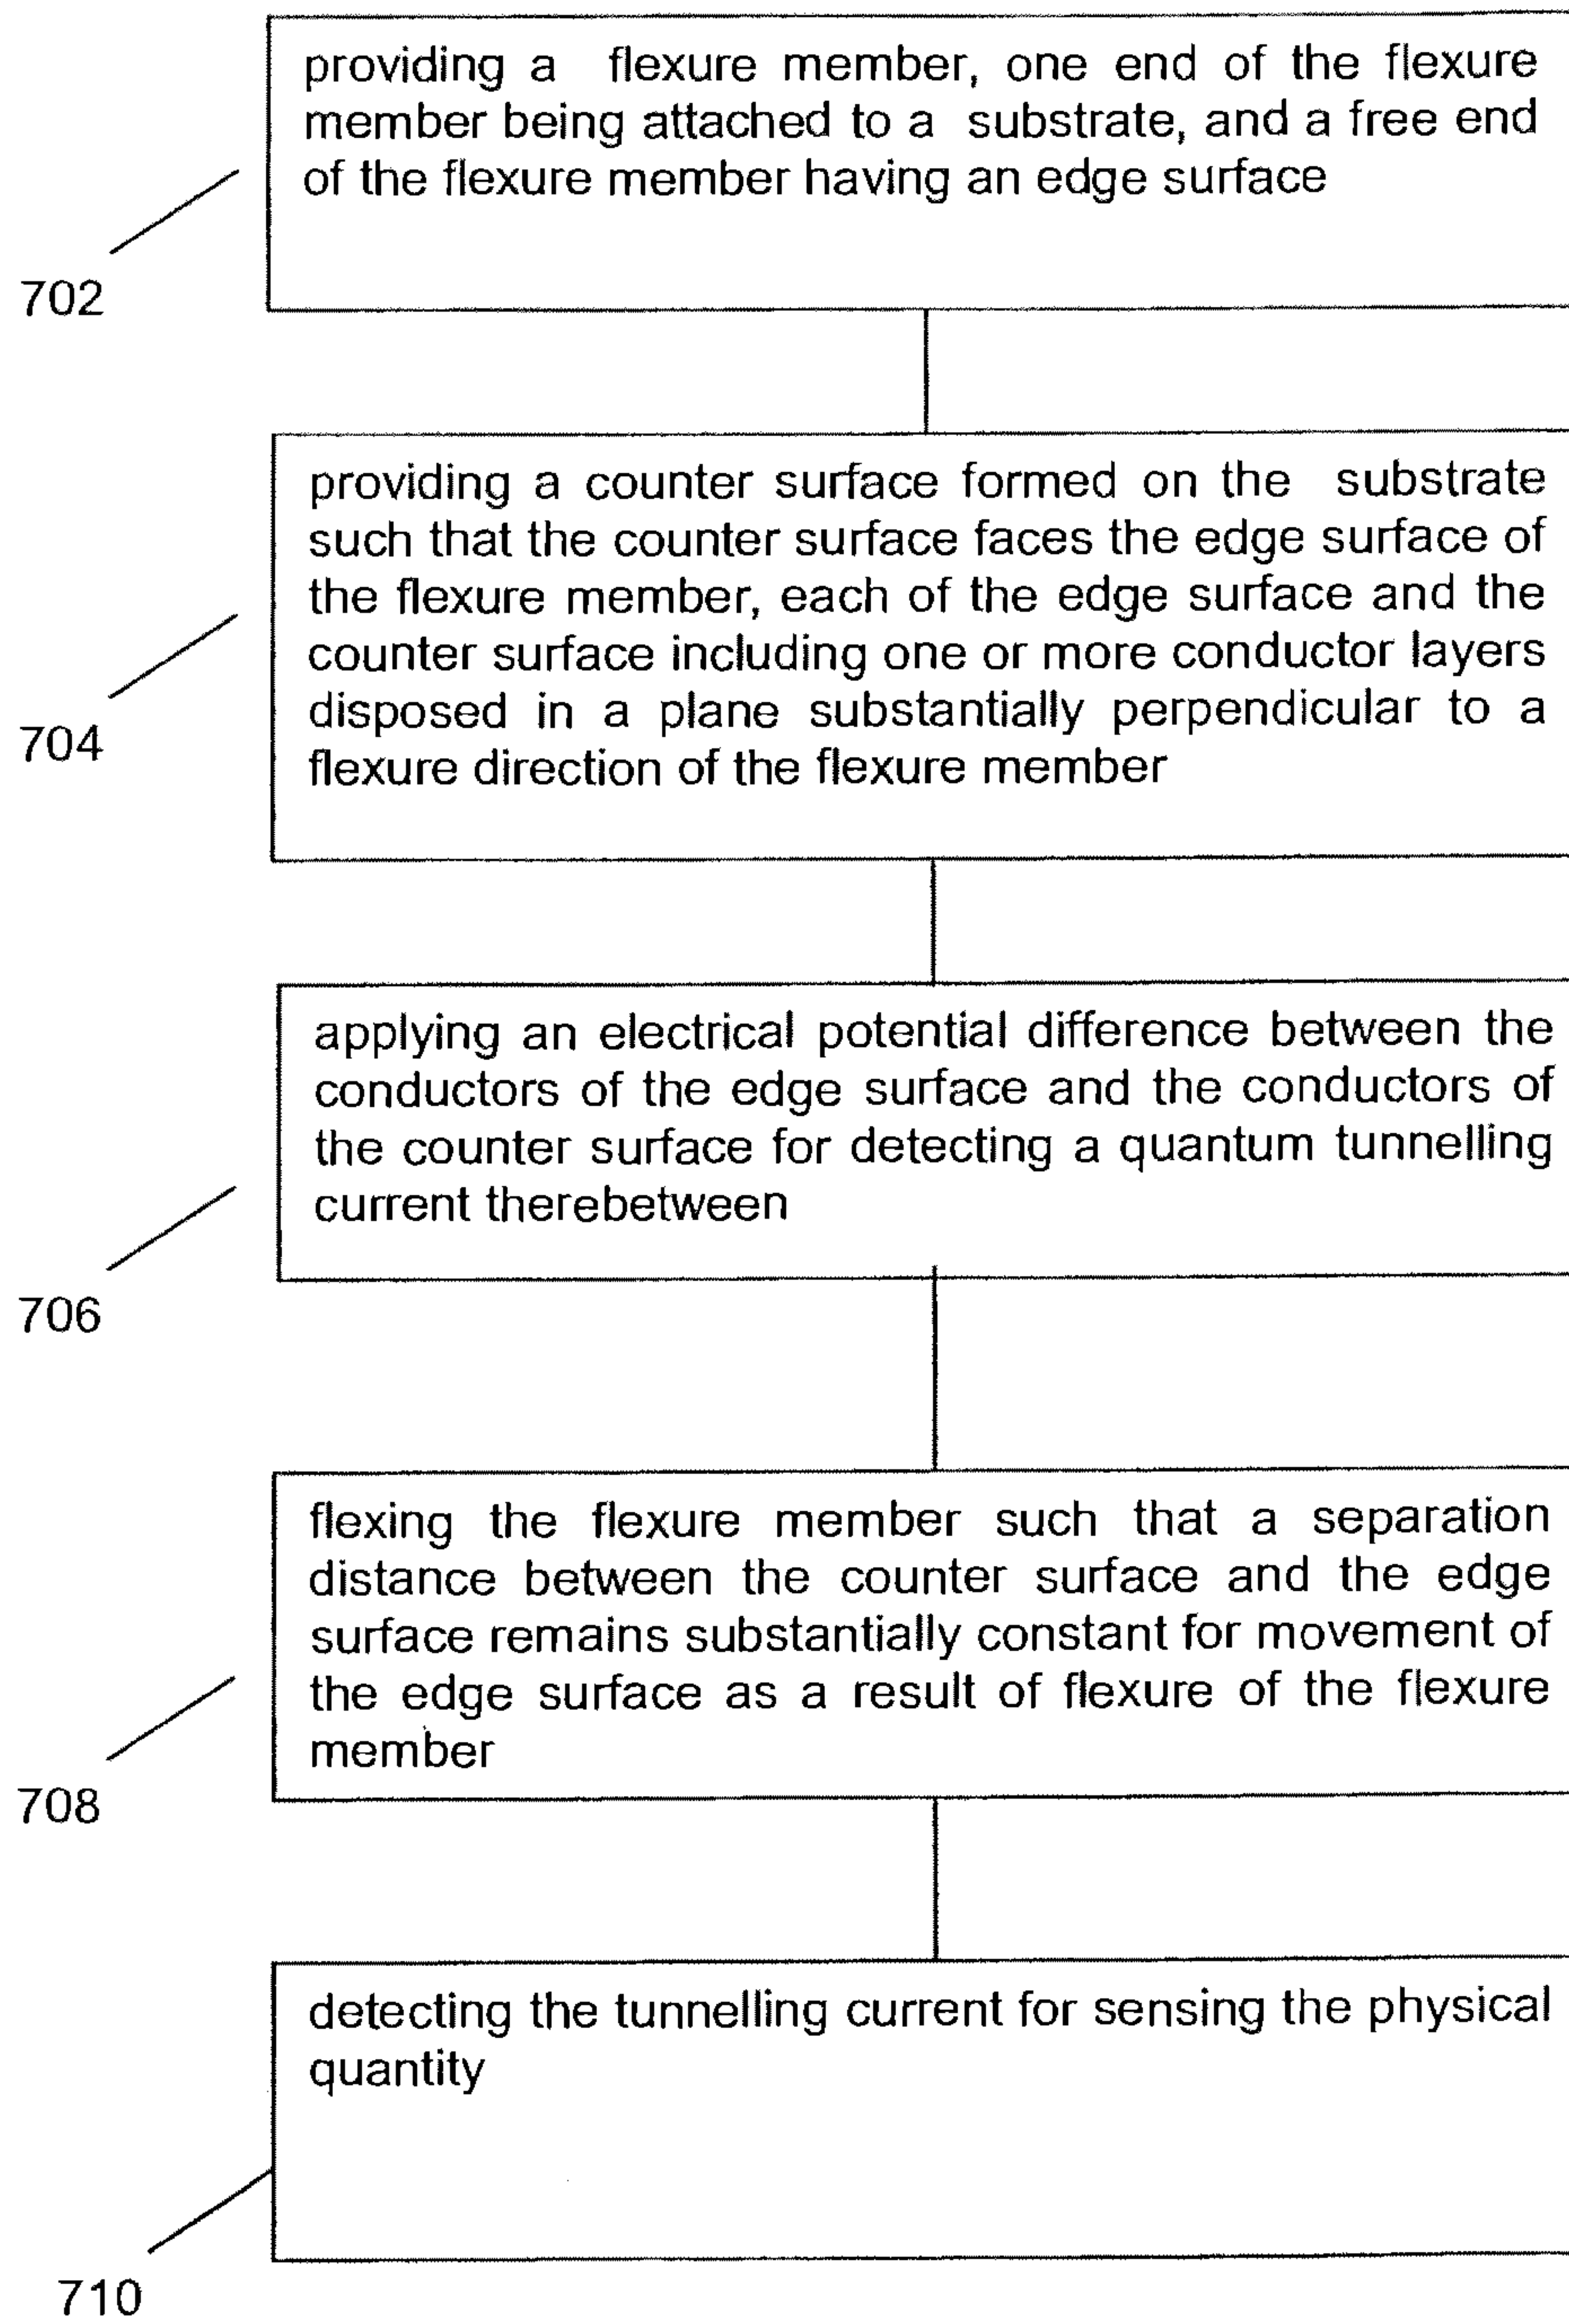 providing a flexure member, one end of the flexure
member being attached to a substrate, and a free end
of the flexure member having an edge surface
702
providing a counter surface formed on the substrate
such that the counter surface faces the edge surface of
the flexure member, each of the edge surface and the
counter surface including one or more conductor layers
disposed in a plane substantially perpendicular to a
flexure direction of the flexure member
704
applying an electrical potential difference between the
conductors of the edge surface and the conductors of
the counter surface for detecting a quantum tunnelling
current therebetween
706
flexing the flexure member such that a separation
distance between the counter surface and the edge
surface remains substantially constant for movement of
the edge surface as a result of flexure of the flexure
member
708
detecting the tunnelling current for sensing the physical
quantity
710